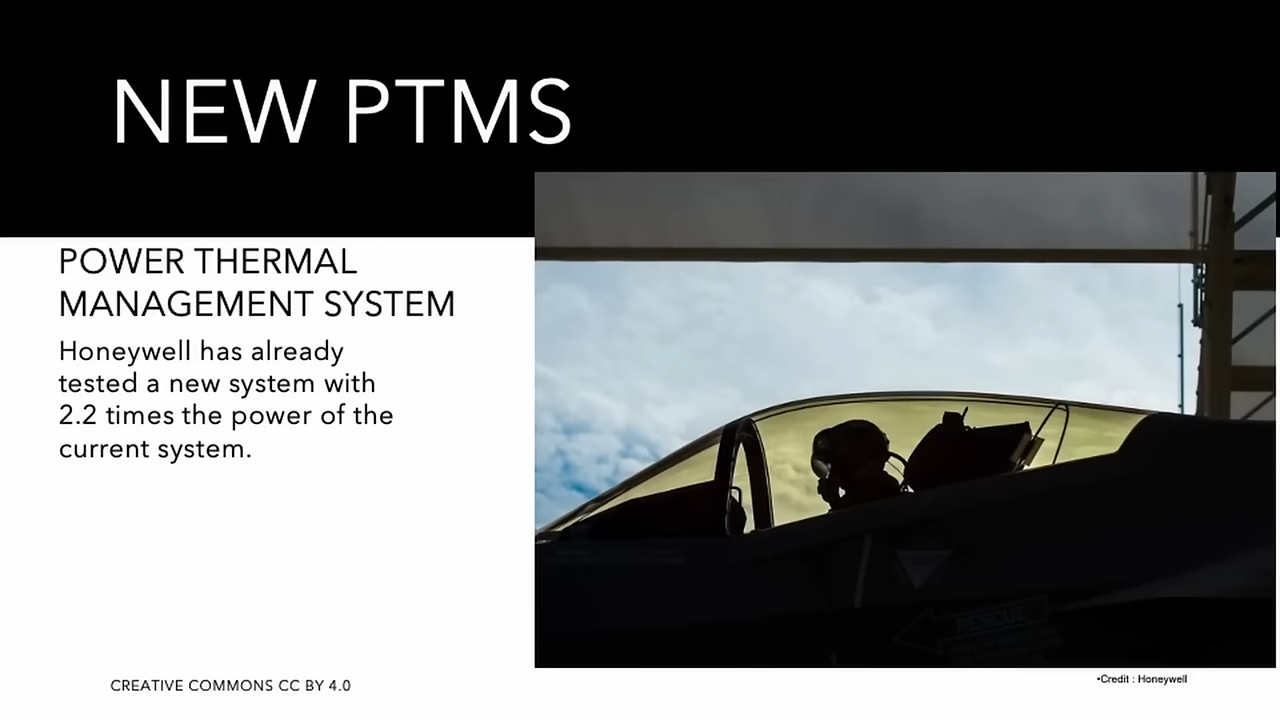 NEW PTMS
POWER THERMAL
MANAGEMENT SYSTEM
Honeywell has already
tested a new system with
2.2 times the power of the
current system.
RESCUE
CREATIVE COMMONS CC BY 4.0
•Credit : Honeywell